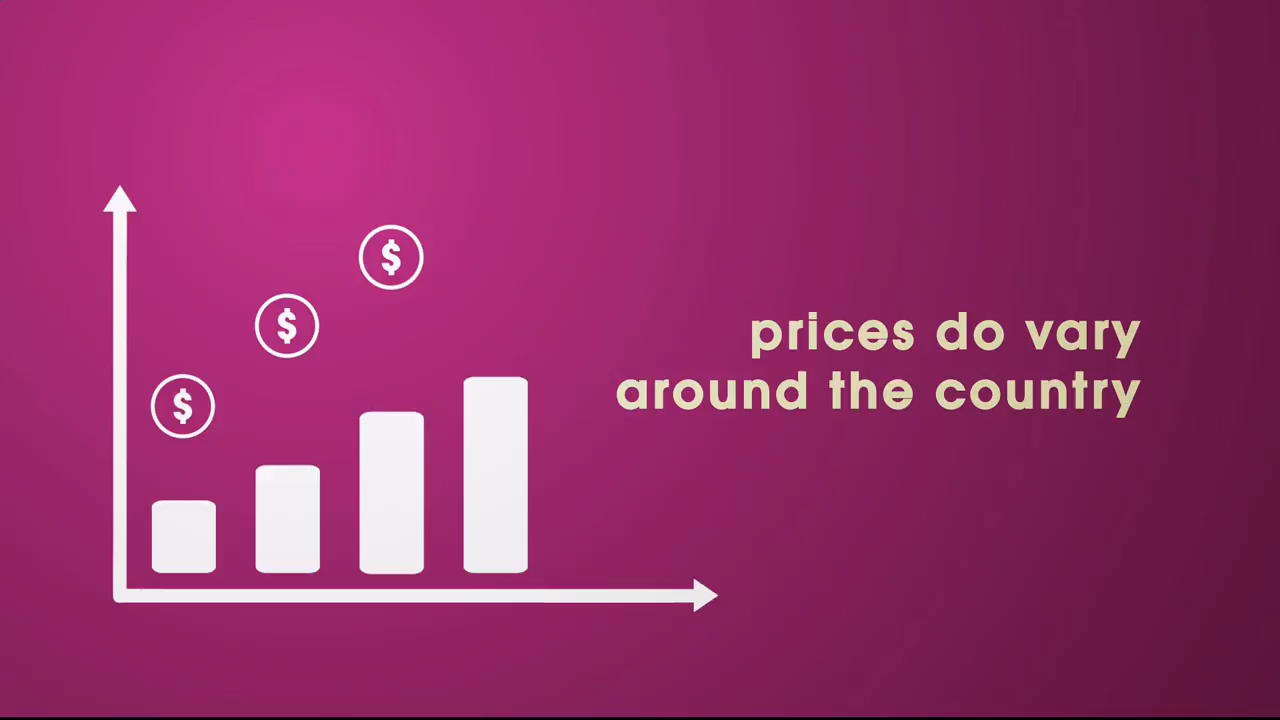 $
$
$
prices do vary
around the country